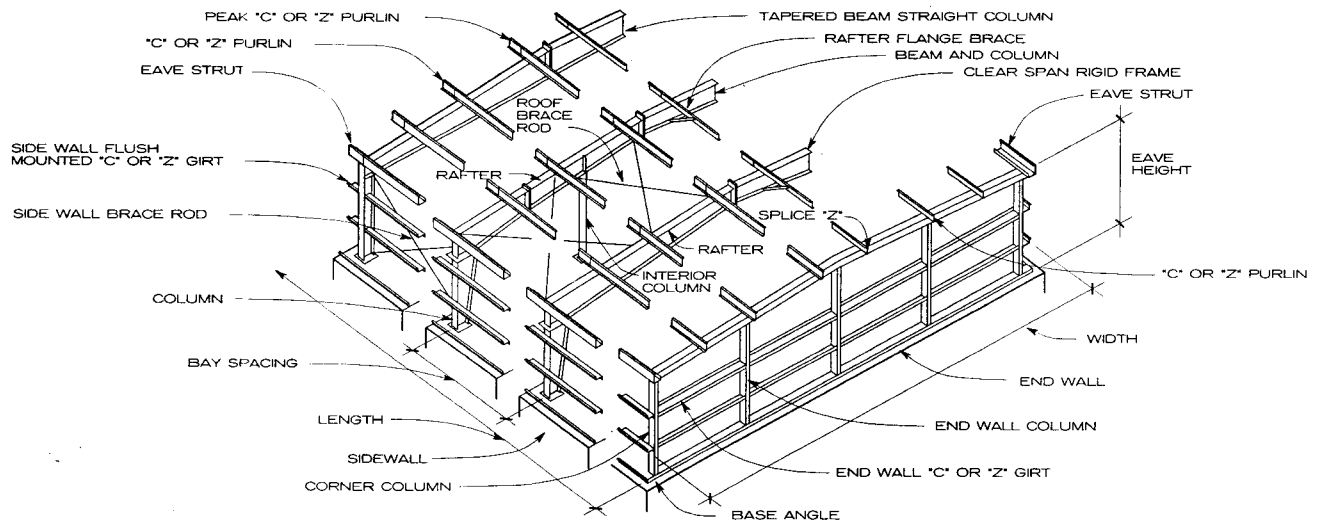 PEAK "C" OR "Z" PURLIN
"C" OR "Z" PURLIN
EAVE STRUT
SIDE WALL FLUSH
MOUNTED "C" OR "Z" GIRT
SIDE WALL BRACE ROD
COLUMN
BAY SPACING
LENGTH
SIDEWALL
CORNER COLUMN
ROOF
BRACE
ROD
RAFTER
INTERIOR
COLUMN
RAFTER
SPLICE "Z"
TAPERED BEAM STRAIGHT COLUMN
RAFTER FLANGE BRACE
BEAM AND COLUMN
CLEAR SPAN RIGID FRAME
EAVE STRUT
EAVE
HEIGHT
"C" OR "Z" PURLIN
WIDTH
END WALL
END WALL COLUMN
END WALL "C" OR "Z" GIRT
BASE ANGLE